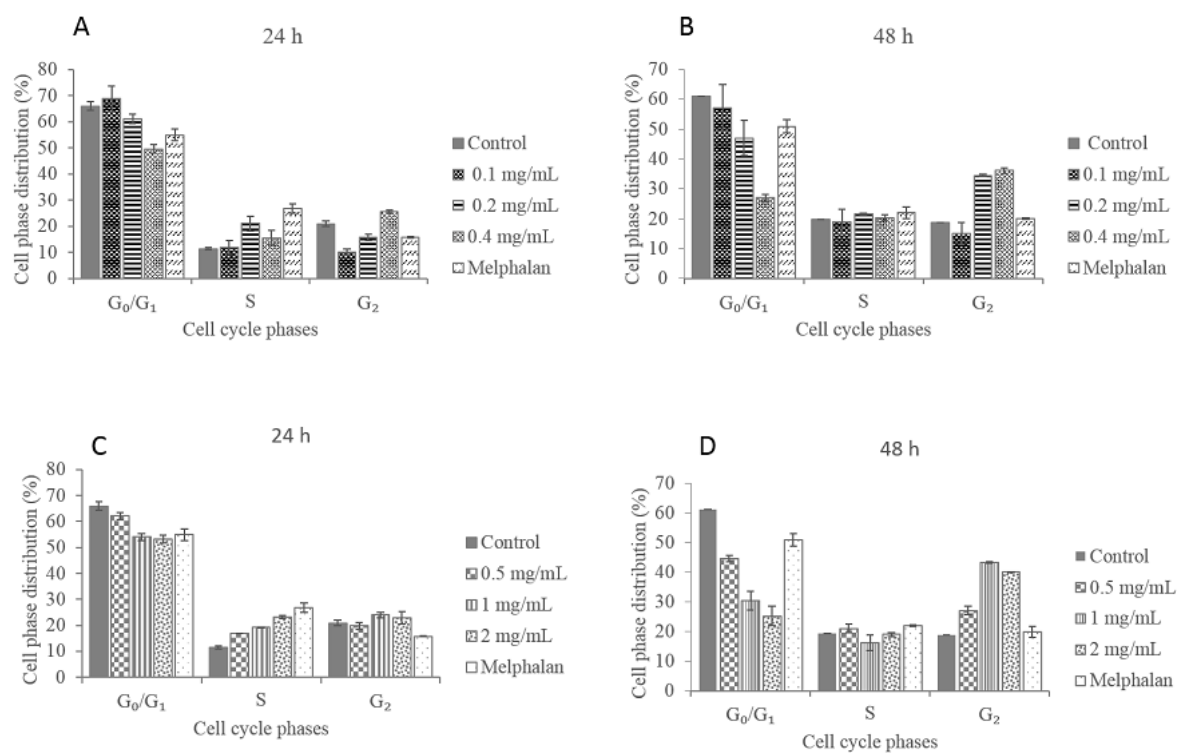 A
24 h
Cell phase distribution (%)
80
70
60
50
40
30
20
10
0
G₀/G₁ S G₂
Cell cycle phases
Control
0.1 mg/mL
0.2 mg/mL
0.4 mg/mL
Melphalan
B
48 h
Cell phase distribution (%)
70
60
50
40
30
20
10
0
G₀/G₁ S G₂
Cell cycle phases
Control
0.1 mg/mL
0.2 mg/mL
0.4 mg/mL
Melphalan
C
24 h
Cell phase distribution (%)
80
70
60
50
40
30
20
10
0
G₀/G₁ S G₂
Cell cycle phases
Control
0.5 mg/mL
1 mg/mL
2 mg/mL
Melphalan
D
48 h
Cell phase distribution (%)
70
60
50
40
30
20
10
0
G₀/G₁ S G₂
Cell cycle phases
Control
0.5 mg/mL
1 mg/mL
2 mg/mL
Melphalan